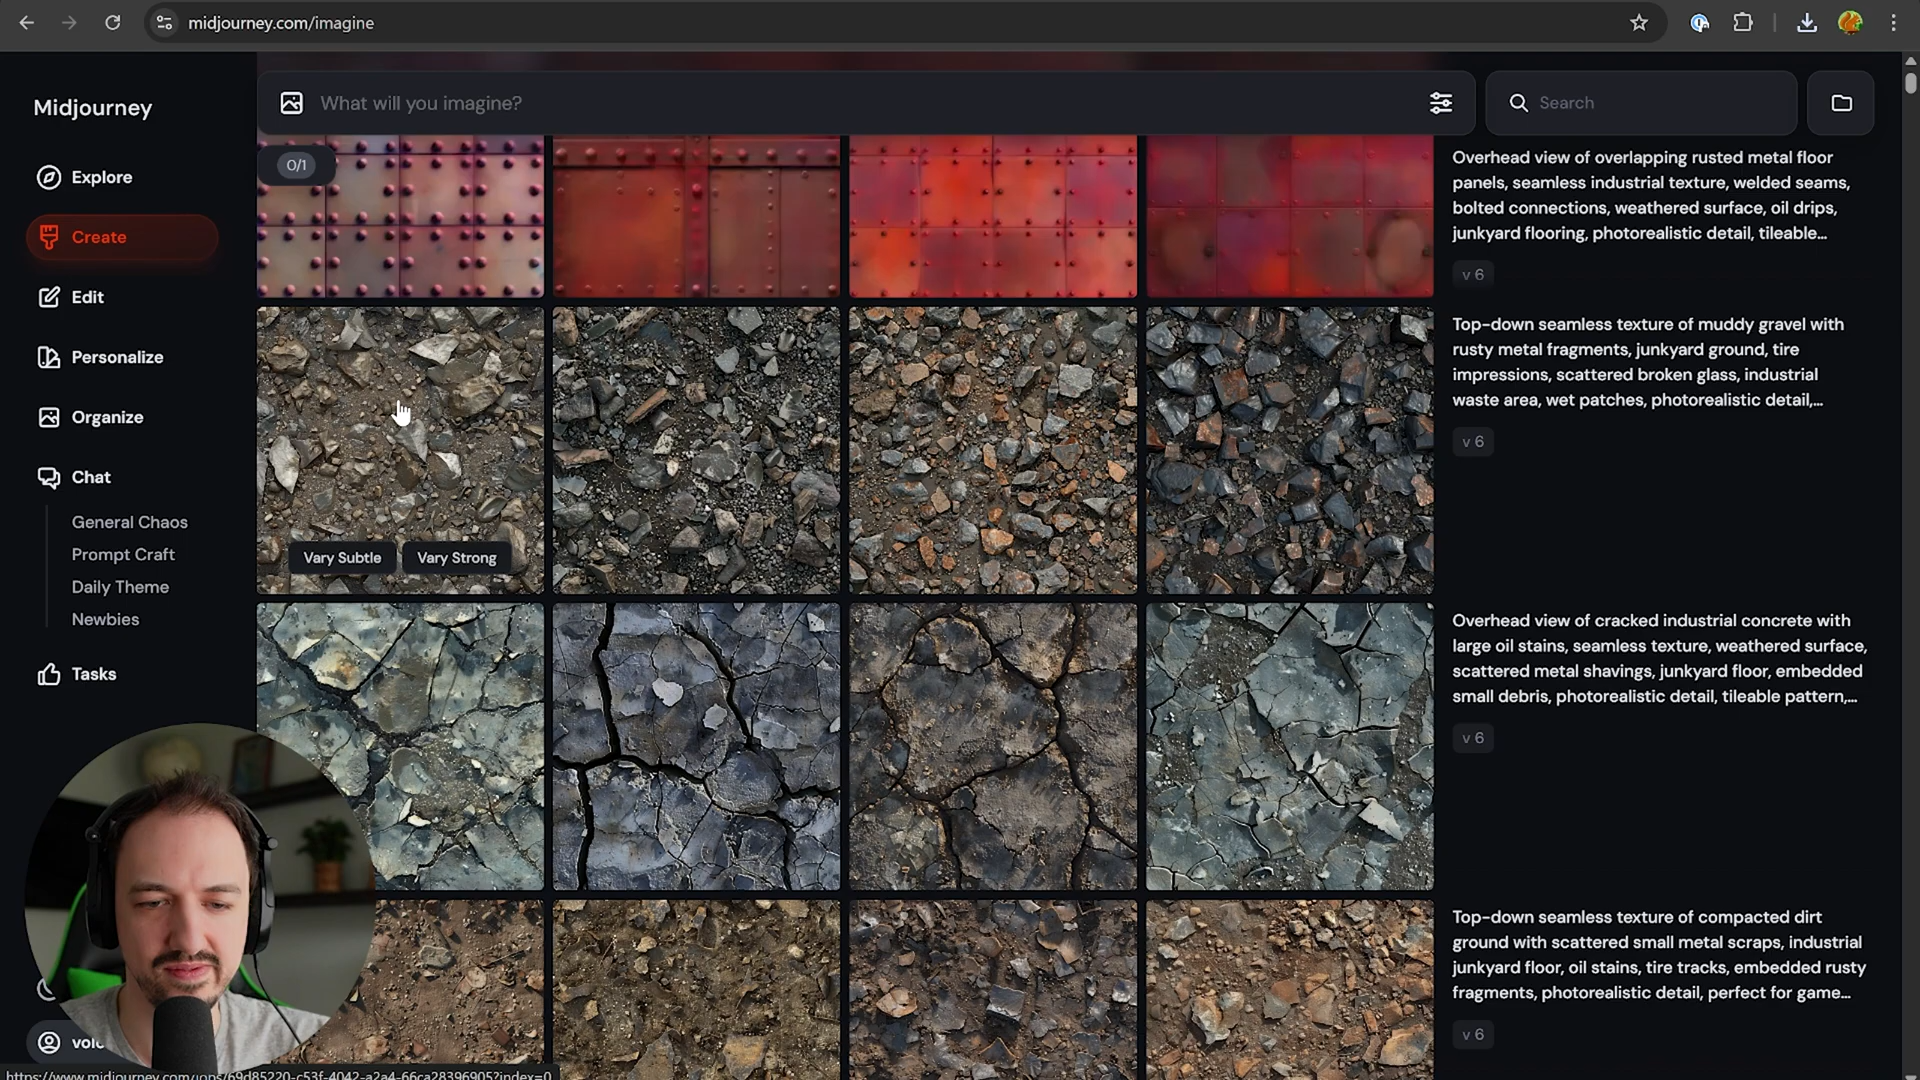 midjourney.com/imagine
Midjourney
What will you imagine?
Search
0/1
Explore
Create
Edit
Personalize
Organize
Chat
General Chaos
Prompt Craft
Daily Theme
Newbies
Tasks
Overhead view of overlapping rusted metal floor
panels, seamless industrial texture, welded seams,
bolted connections, weathered surface, oil drips,
junkyard flooring, photorealistic detail, tileable...
v 6
Top-down seamless texture of muddy gravel with
rusty metal fragments, junkyard ground, tire
impressions, scattered broken glass, industrial
waste area, wet patches, photorealistic detail,...
v 6
Vary Subtle
Vary Strong
Overhead view of cracked industrial concrete with
large oil stains, seamless texture, weathered surface,
scattered metal shavings, junkyard floor, embedded
small debris, photorealistic detail, tileable pattern,...
v 6
Top-down seamless texture of compacted dirt
ground with scattered small metal scraps, industrial
junkyard floor, oil stains, tire tracks, embedded rusty
fragments, photorealistic detail, perfect for game...
v 6